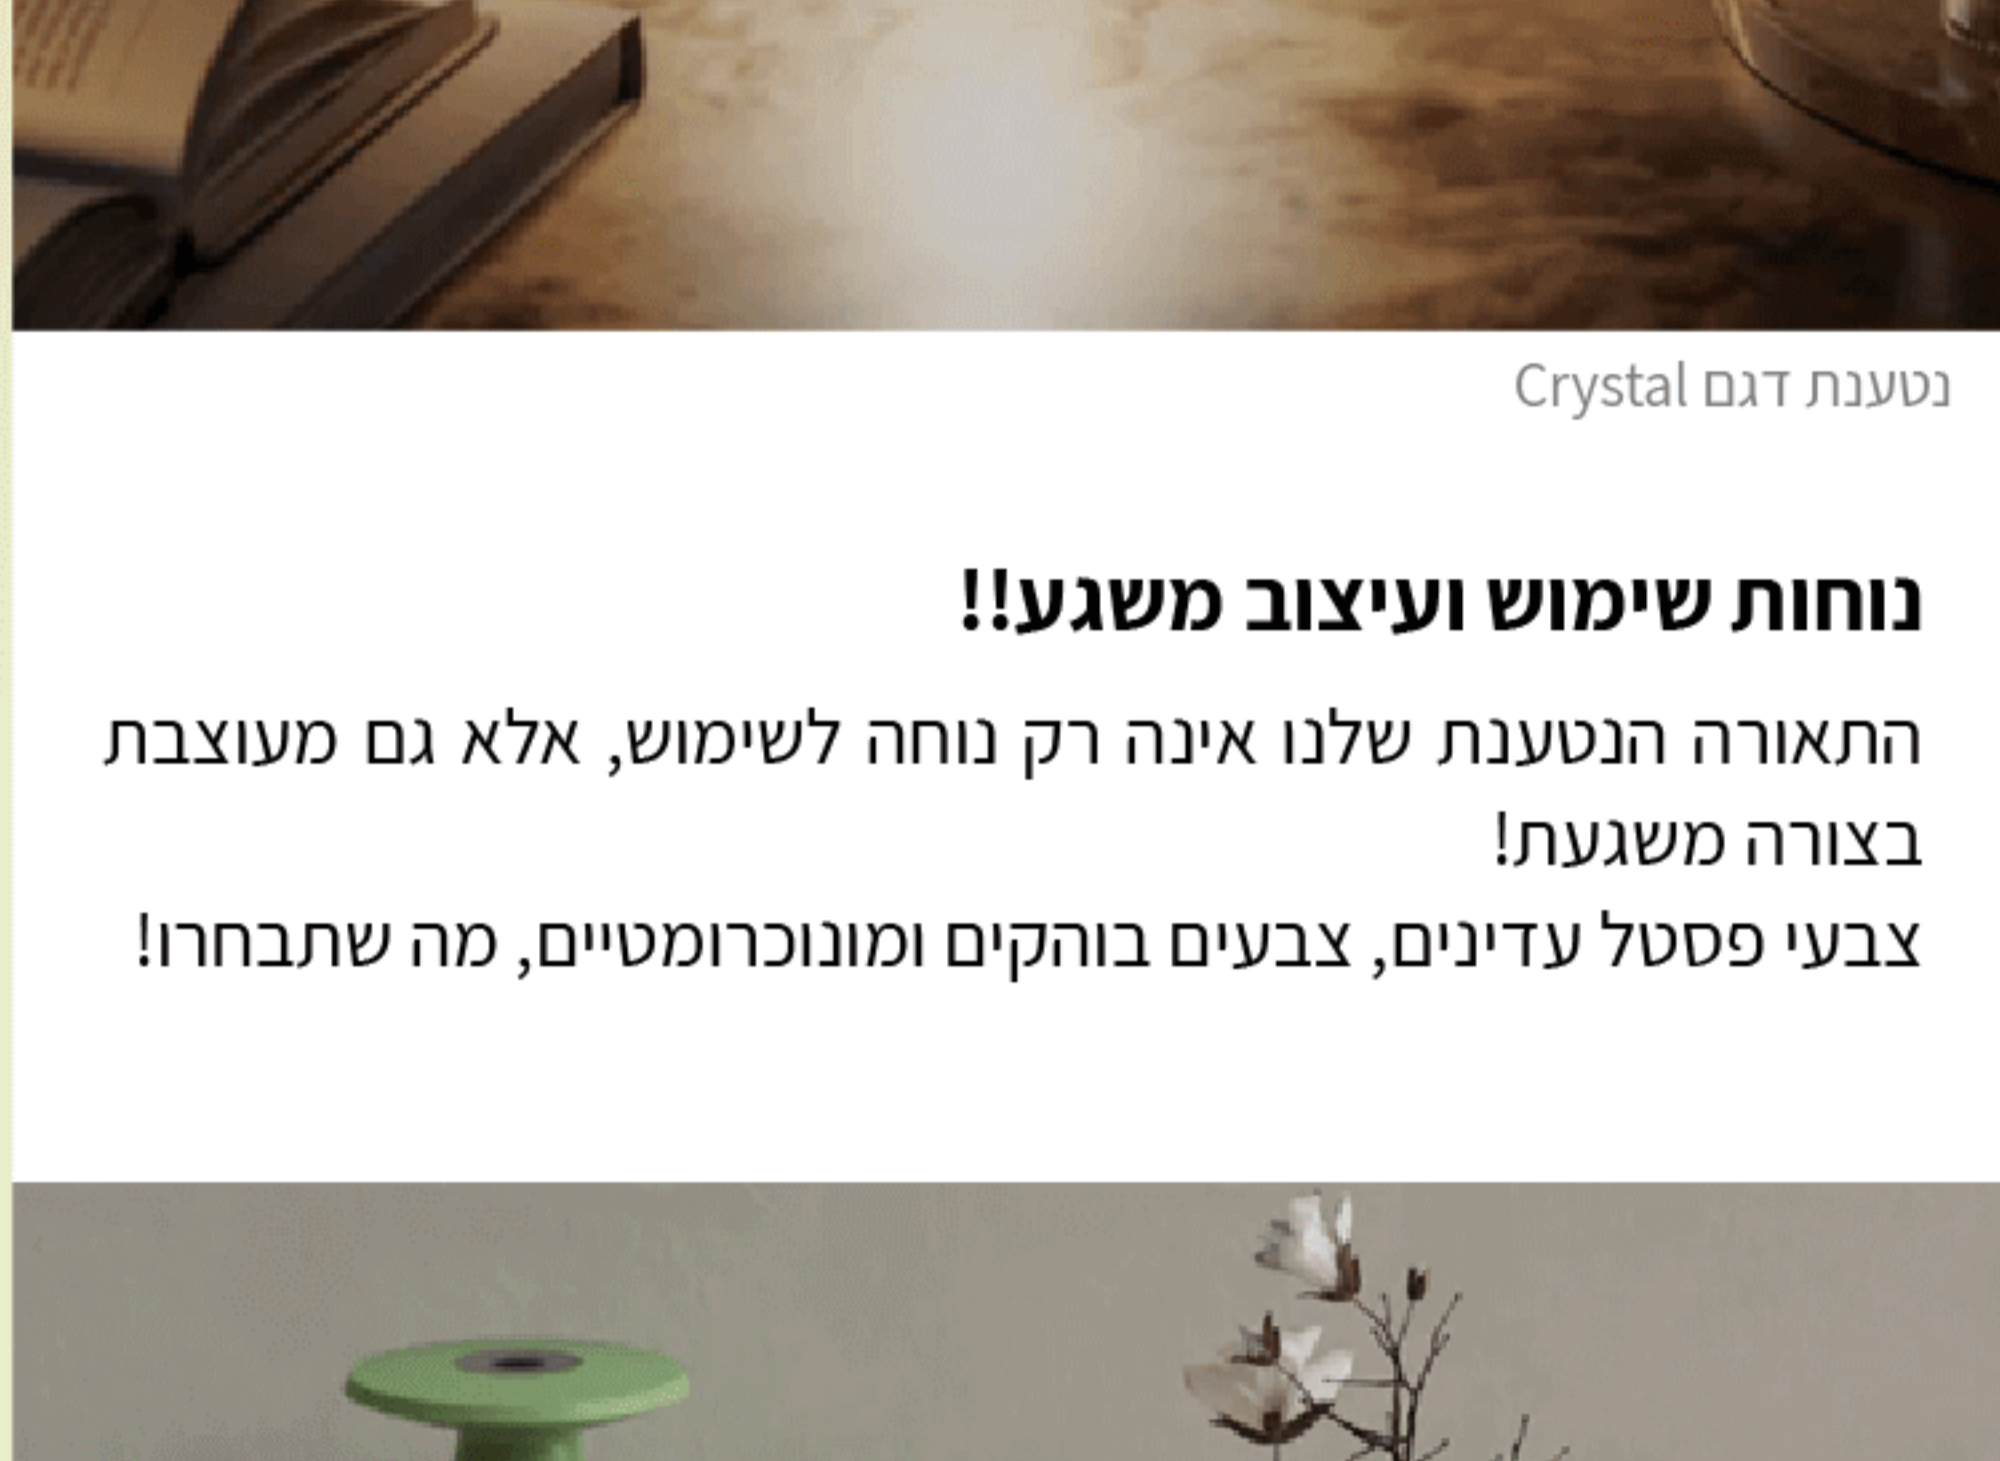 נטענת דגם Crystal
נוחות שימוש ועיצוב משגע!!
התאורה הנטענת שלנו אינה רק נוחה לשימוש, אלא גם מעוצבת
בצורה משגעת!
צבעי פסטל עדינים, צבעים בוהקים ומונוכרומטיים, מה שתבחרו!